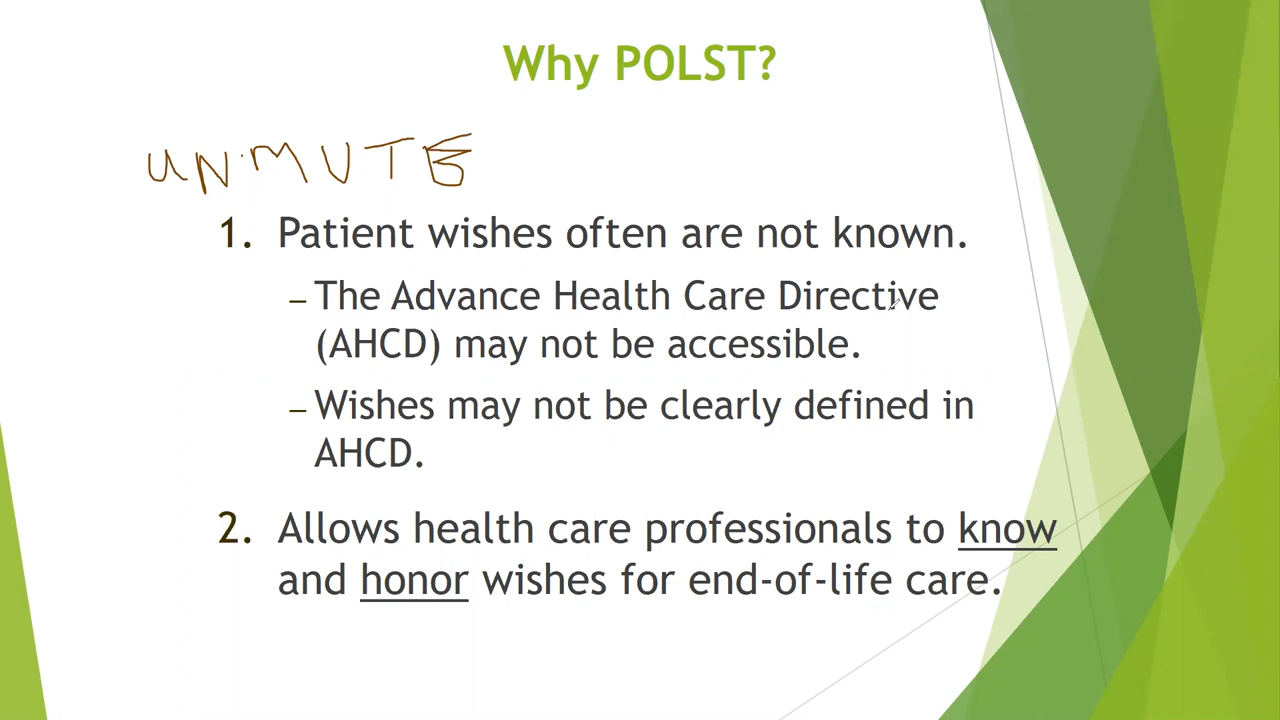 Why POLST?
UNMUTE
1. Patient wishes often are not known.
– The Advance Health Care Directive
(AHCD) may not be accessible.
– Wishes may not be clearly defined in
AHCD.
2. Allows health care professionals to know
and honor wishes for end-of-life care.